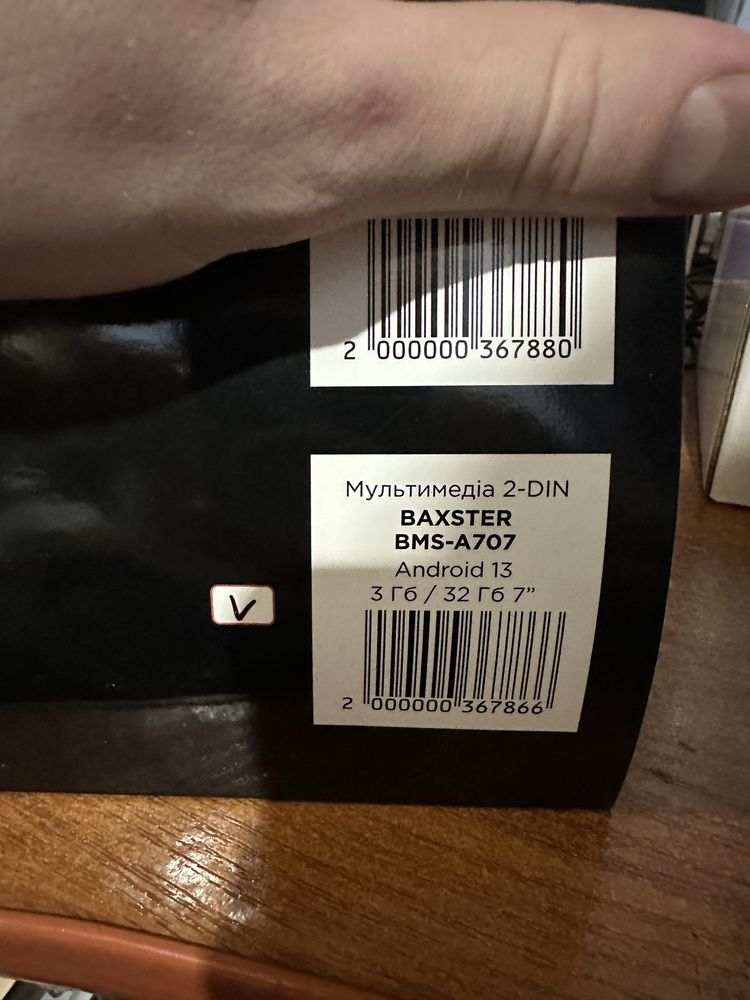 2 000000 367880
Мультимедіа 2-DIN
BAXSTER
BMS-A707
Android 13
3 Гб / 32 Гб 7”
V
2 000000 367866